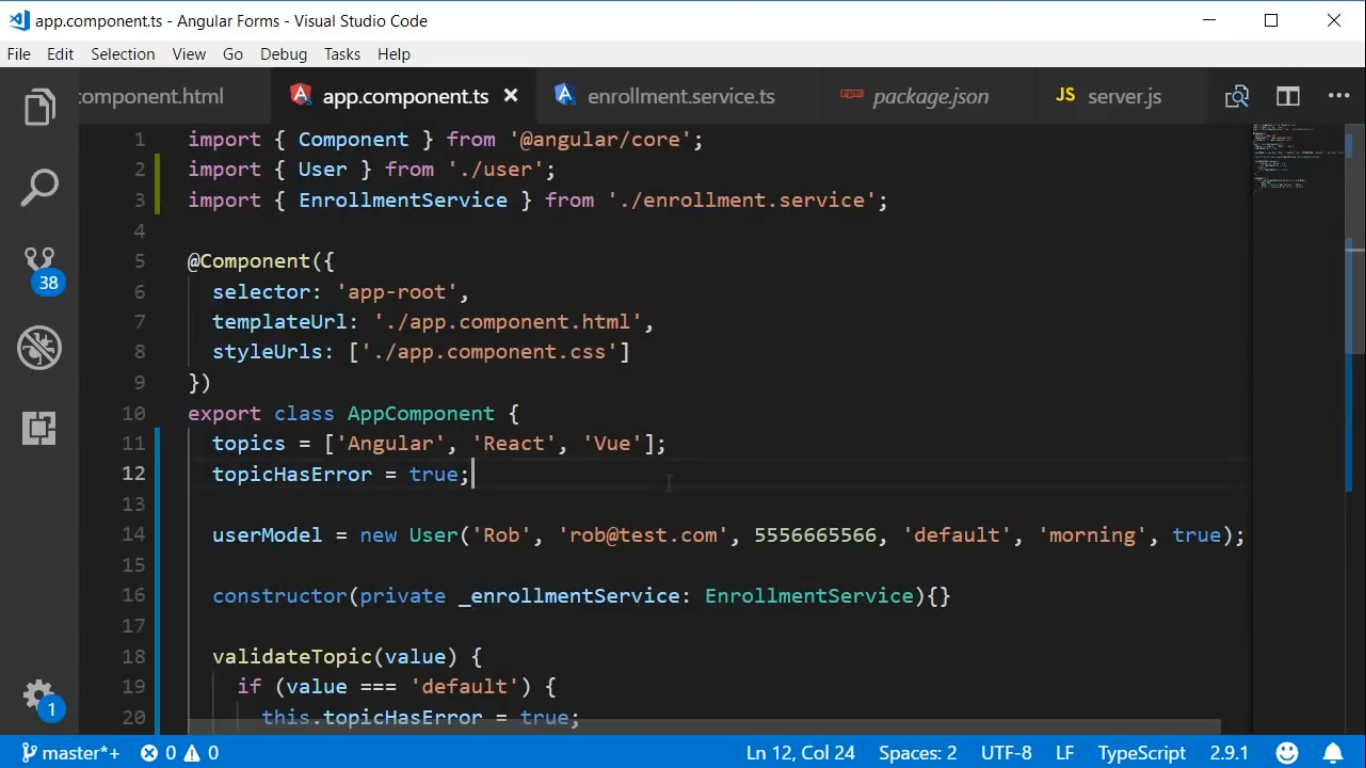 app.component.ts - Angular Forms - Visual Studio Code
File Edit Selection View Go Debug Tasks Help
component.html app.component.ts enrollment.service.ts package.json JS server.js
1 import { Component } from '@angular/core';
2 import { User } from './user';
3 import { EnrollmentService } from './enrollment.service';
4
5 @Component({
6 selector: 'app-root',
7 templateUrl: './app.component.html',
8 styleUrls: ['./app.component.css']
9 })
10 export class AppComponent {
11 topics = ['Angular', 'React', 'Vue'];
12 topicHasError = true;
13
14 userModel = new User('Rob', 'rob@test.com', 5556665566, 'default', 'morning', true);
15
16 constructor(private _enrollmentService: EnrollmentService){}
17
18 validateTopic(value) {
19 if (value === 'default') {
20 this.topicHasError = true;
38
1
master*+ 0 0 Ln 12, Col 24 Spaces: 2 UTF-8 LF TypeScript 2.9.1